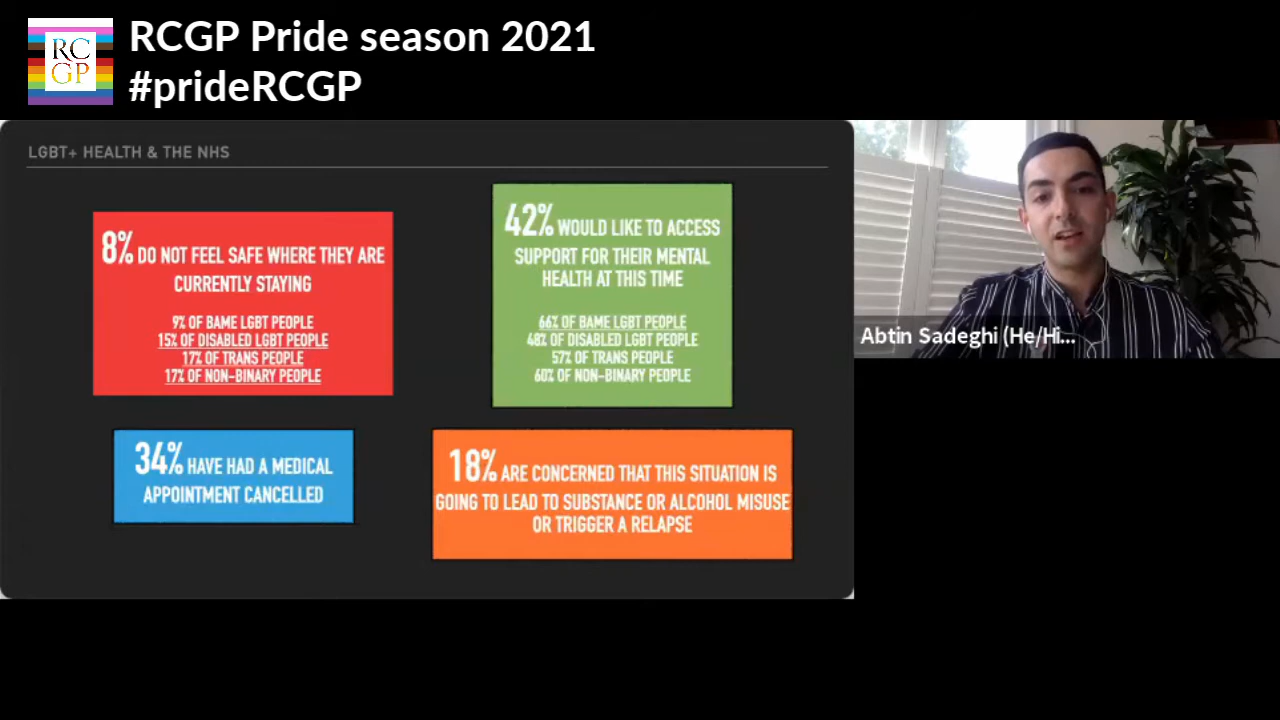 RC
GP
RCGP Pride season 2021
#prideRCGP
LGBT+ HEALTH & THE NHS
8% DO NOT FEEL SAFE WHERE THEY ARE
CURRENTLY STAYING
9% OF BAME LGBT PEOPLE
15% OF DISABLED LGBT PEOPLE
17% OF TRANS PEOPLE
17% OF NON-BINARY PEOPLE
42% WOULD LIKE TO ACCESS
SUPPORT FOR THEIR MENTAL
HEALTH AT THIS TIME
66% OF BAME LGBT PEOPLE
48% OF DISABLED LGBT PEOPLE
57% OF TRANS PEOPLE
60% OF NON-BINARY PEOPLE
34% HAVE HAD A MEDICAL
APPOINTMENT CANCELLED
18% ARE CONCERNED THAT THIS SITUATION IS
GOING TO LEAD TO SUBSTANCE OR ALCOHOL MISUSE
OR TRIGGER A RELAPSE
Abtin Sadeghi (He/Hi...